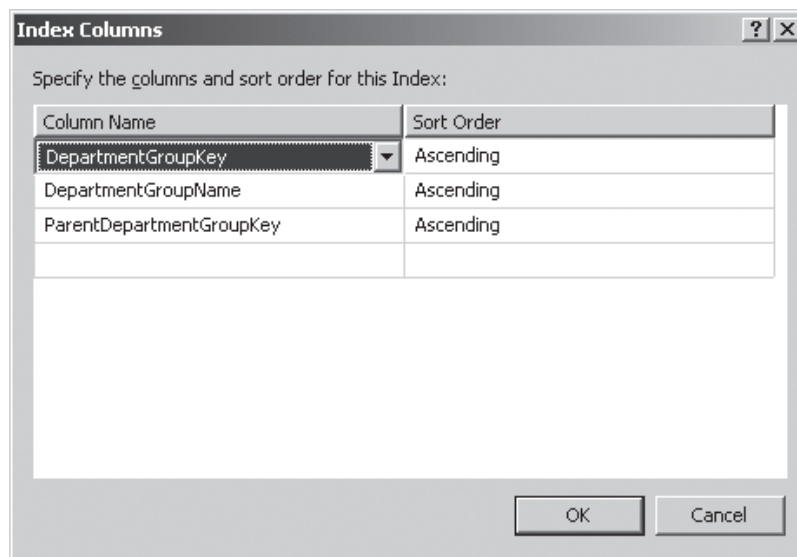 Index Columns
Specify the columns and sort order for this Index:
Column Name Sort Order
DepartmentGroupKey Ascending
DepartmentGroupName Ascending
ParentDepartmentGroupKey Ascending
OK Cancel